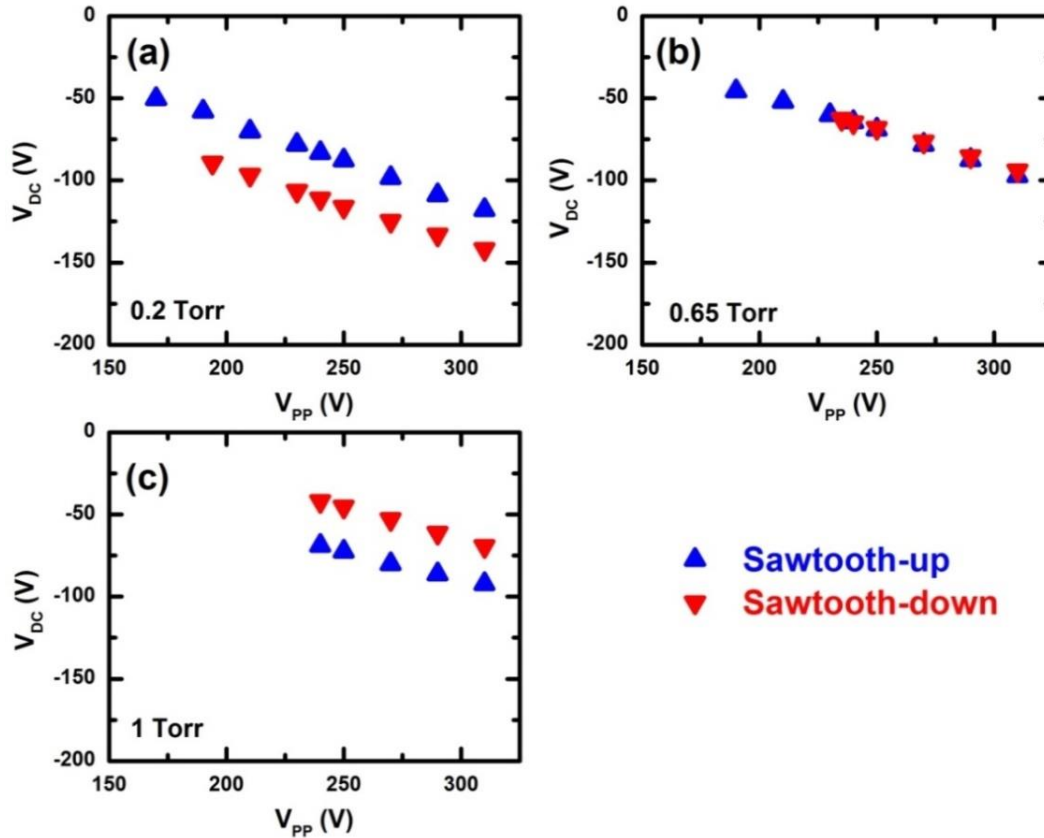 (a)
0
-50
-100
-150
-200
V_DC (V)
0.2 Torr
150 200 250 300
V_PP (V)
(b)
0
-50
-100
-150
-200
V_DC (V)
0.65 Torr
150 200 250 300
V_PP (V)
(c)
0
-50
-100
-150
-200
V_DC (V)
1 Torr
150 200 250 300
V_PP (V)
Sawtooth-up
Sawtooth-down